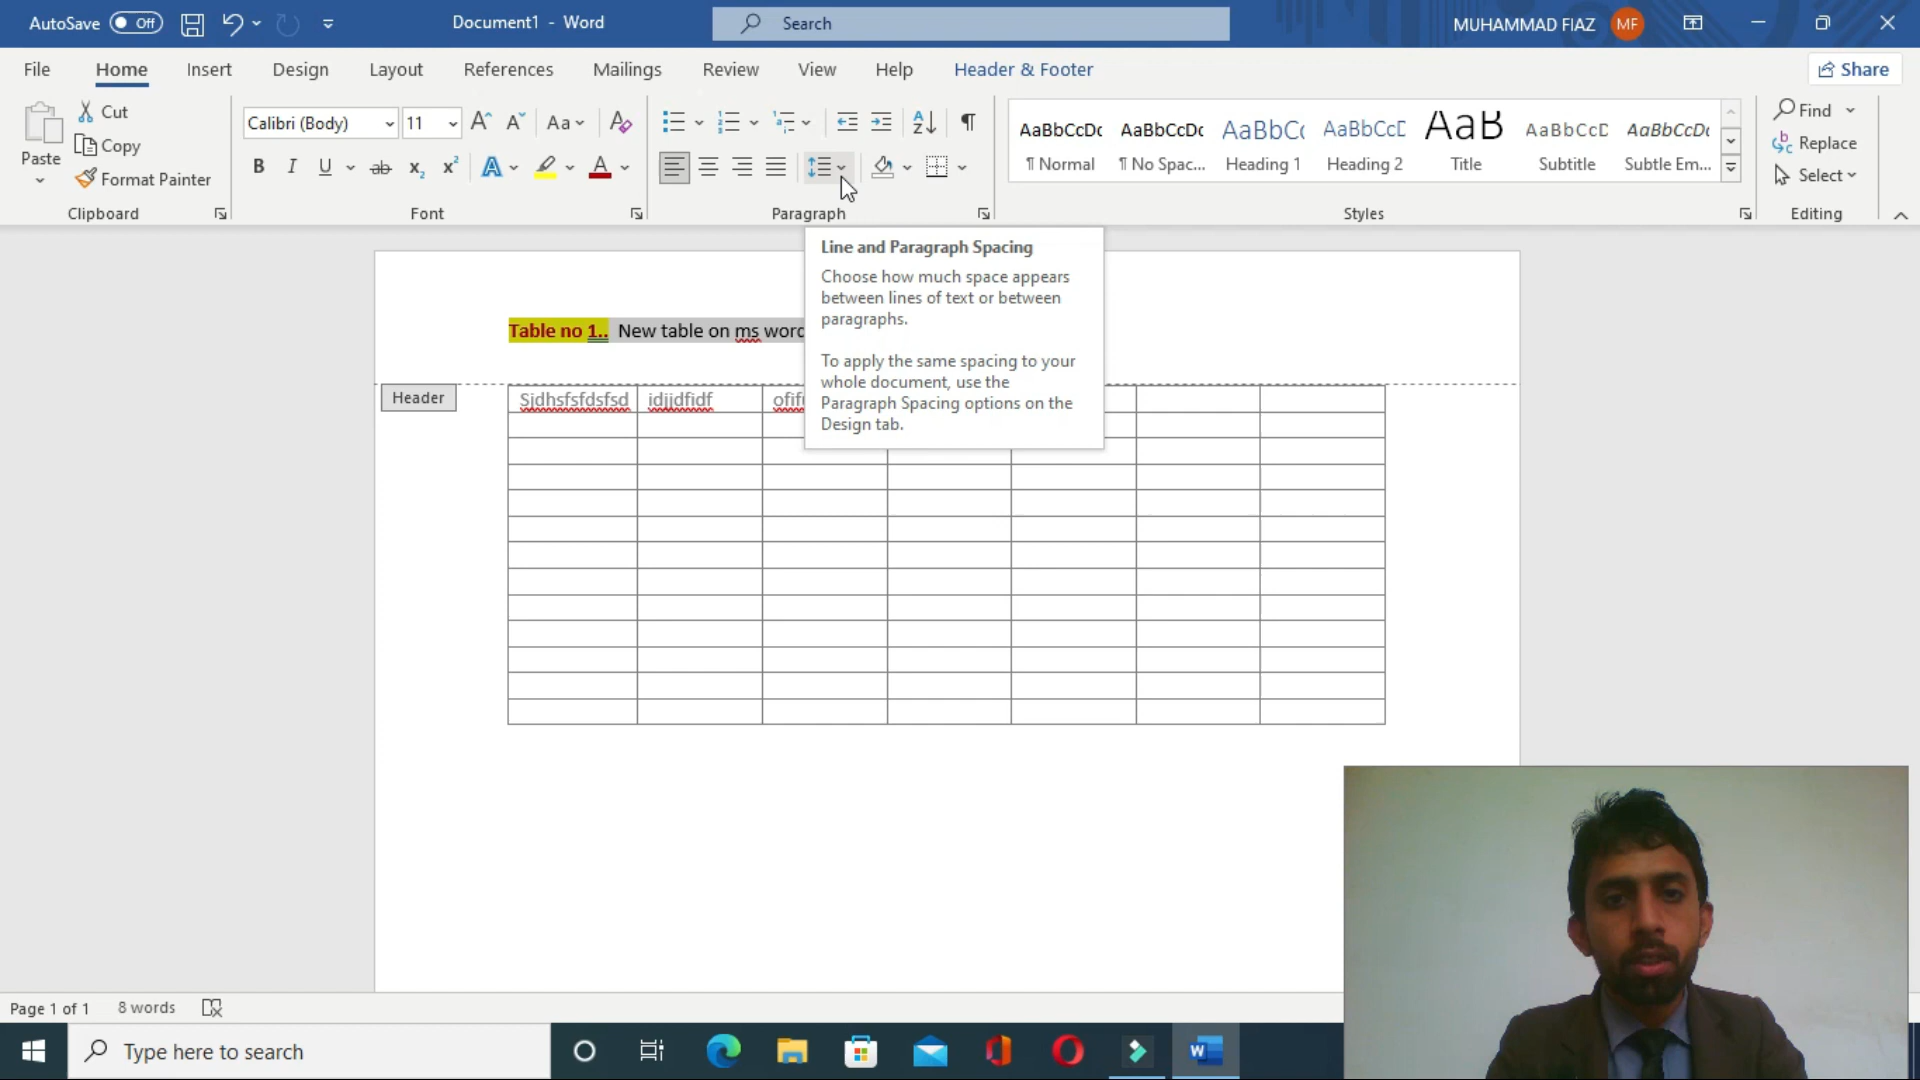 AutoSave Off
Document1 - Word
Search
MUHAMMAD FIAZ MF
File Home Insert Design Layout References Mailings Review View Help Header & Footer Share
Paste
Cut
Copy
Format Painter
Clipboard
Calibri (Body) 11
Font
Paragraph
AaBbCcDc AaBbCcDc AaBbC AaBbCcD AaB AaBbCcD AaBbCcDc
¶ Normal ¶ No Spac... Heading 1 Heading 2 Title Subtitle Subtle Em...
Styles
Find
Replace
Select
Editing
Line and Paragraph Spacing
Choose how much space appears
between lines of text or between
paragraphs.
To apply the same spacing to your
whole document, use the
Paragraph Spacing options on the
Design tab.
Table no 1.. New table on ms word
Header
Sjdhsfsfdsfsd idjjdfidf
Page 1 of 1 8 words
Type here to search